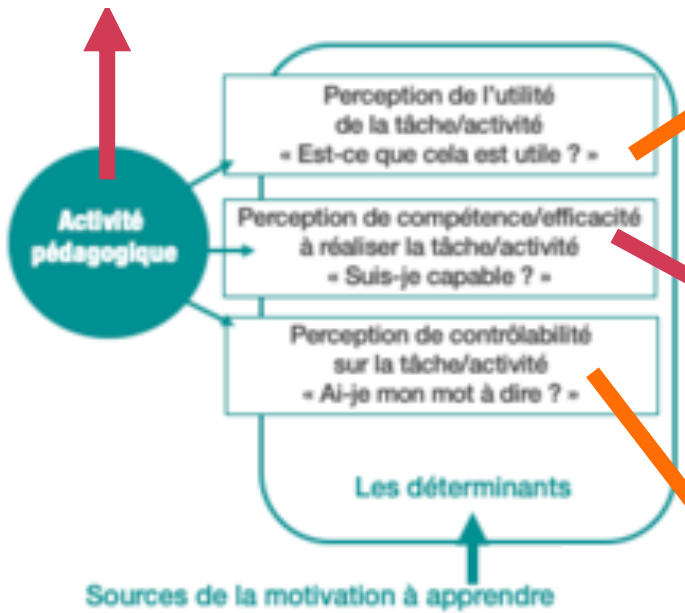 Perception de l'utilité
de la tâche/activité
« Est-ce que cela est utile ? »
Activité
pédagogique
Perception de compétence/efficacité
à réaliser la tâche/activité
« Suis-je capable ? »
Perception de contrôlabilité
sur la tâche/activité
« Ai-je mon mot à dire ? »
Les déterminants
Sources de la motivation à apprendre